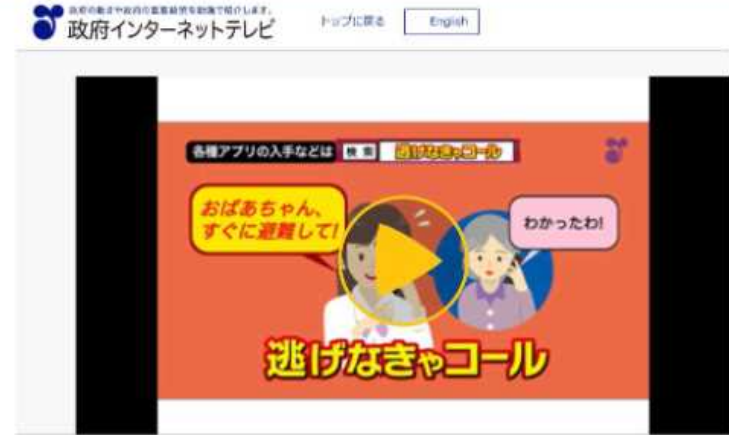 政府の動きや政府の重要施策を動画で紹介します。
政府インターネットテレビ
トップに戻る
English
各種アプリの入手などは 検索 逃げなきゃコール
おばあちゃん、
すぐに避難して!
わかったわ!
逃げなきゃコール